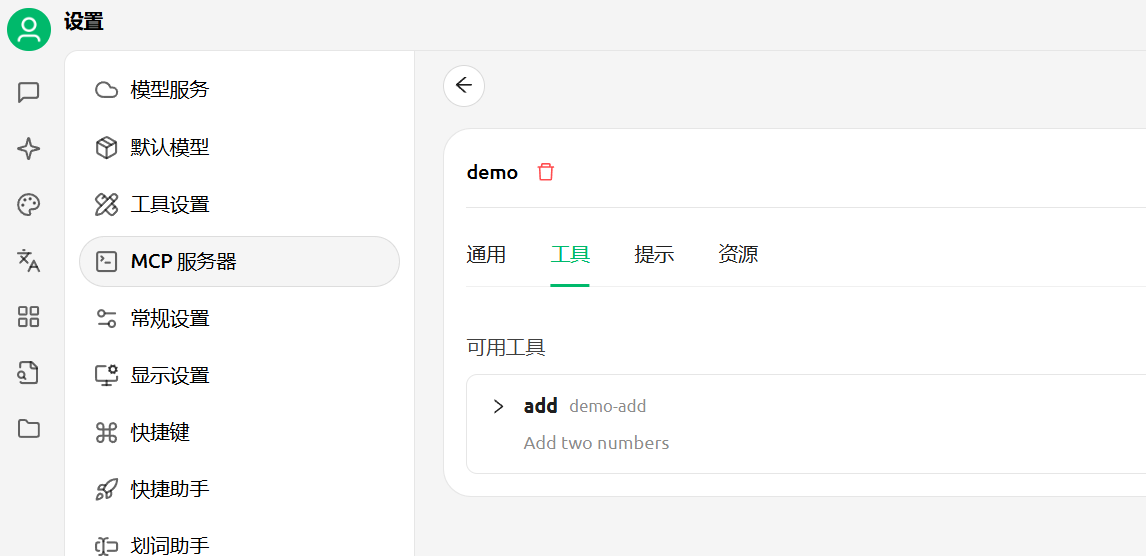 设置
模型服务
默认模型
工具设置
MCP 服务器
常规设置
显示设置
快捷键
快捷助手
划词助手
demo
通用 工具 提示 资源
可用工具
add demo-add
Add two numbers